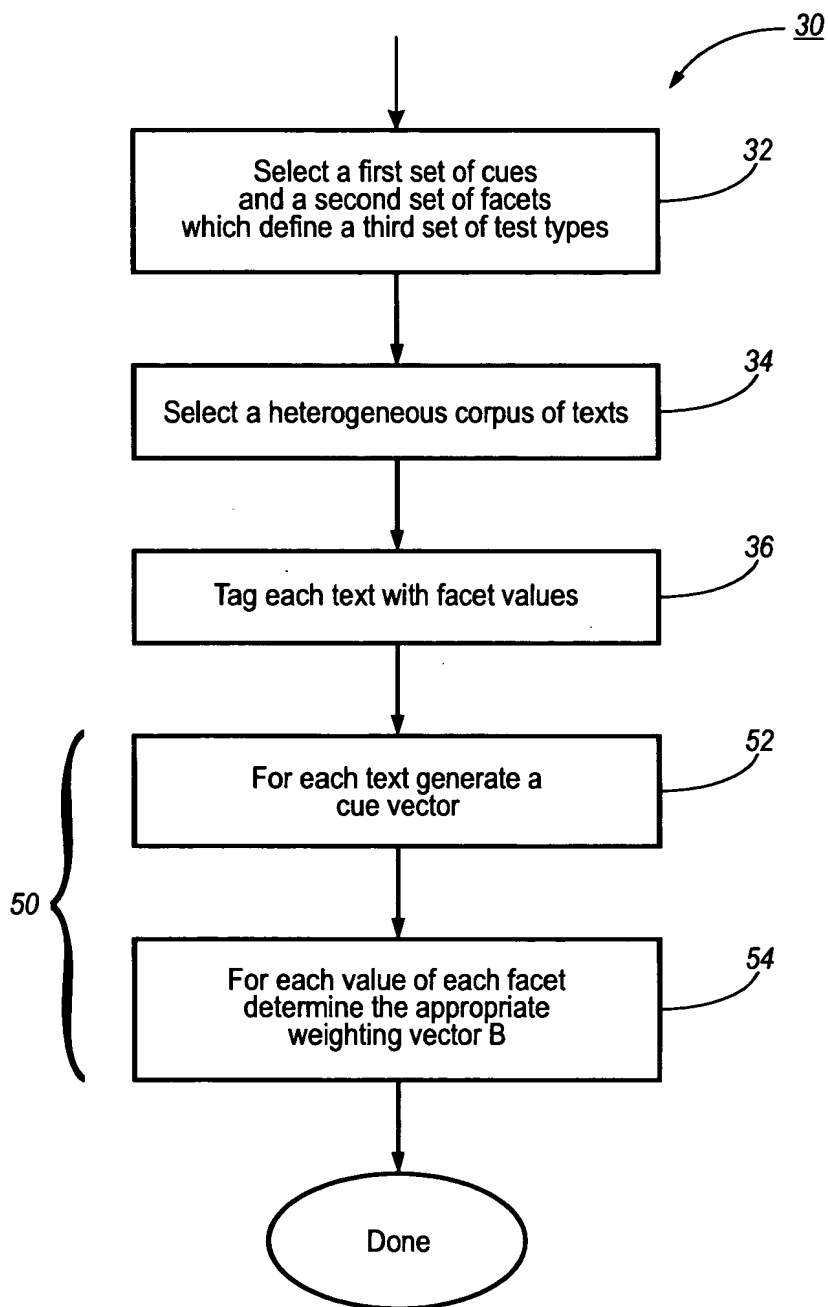 30
Select a first set of cues
and a second set of facets
which define a third set of test types
32
Select a heterogeneous corpus of texts
34
Tag each text with facet values
36
For each text generate a
cue vector
52
50
For each value of each facet
determine the appropriate
weighting vector B
54
Done